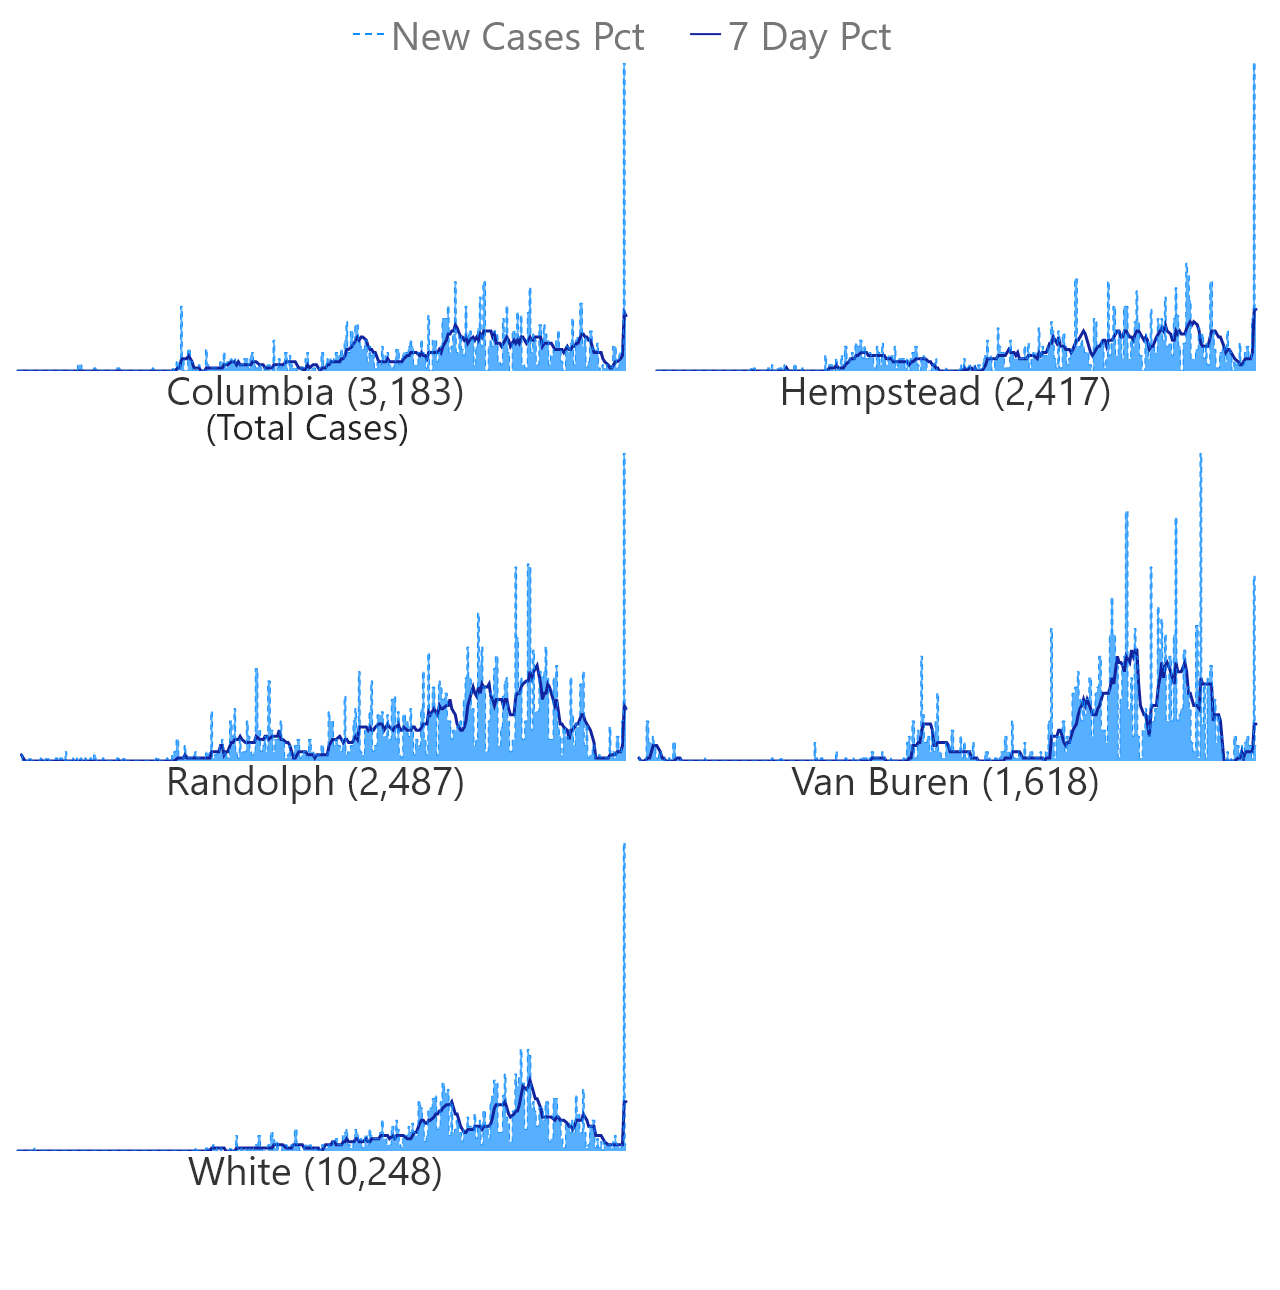 New Cases Pct 7 Day Pct
Columbia (3,183)
(Total Cases)
Hempstead (2,417)
Randolph (2,487)
Van Buren (1,618)
White (10,248)